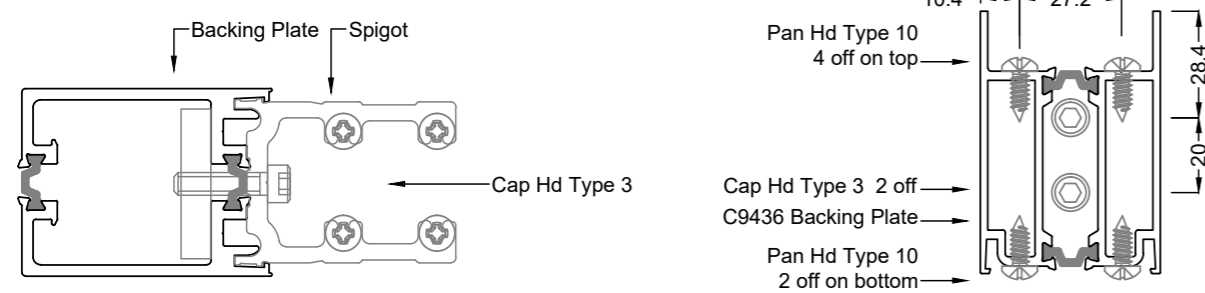 Backing Plate
Spigot
Cap Hd Type 3
10.4
27.2
Pan Hd Type 10
4 off on top
28.4
20
Cap Hd Type 3 2 off
C9436 Backing Plate
Pan Hd Type 10
2 off on bottom